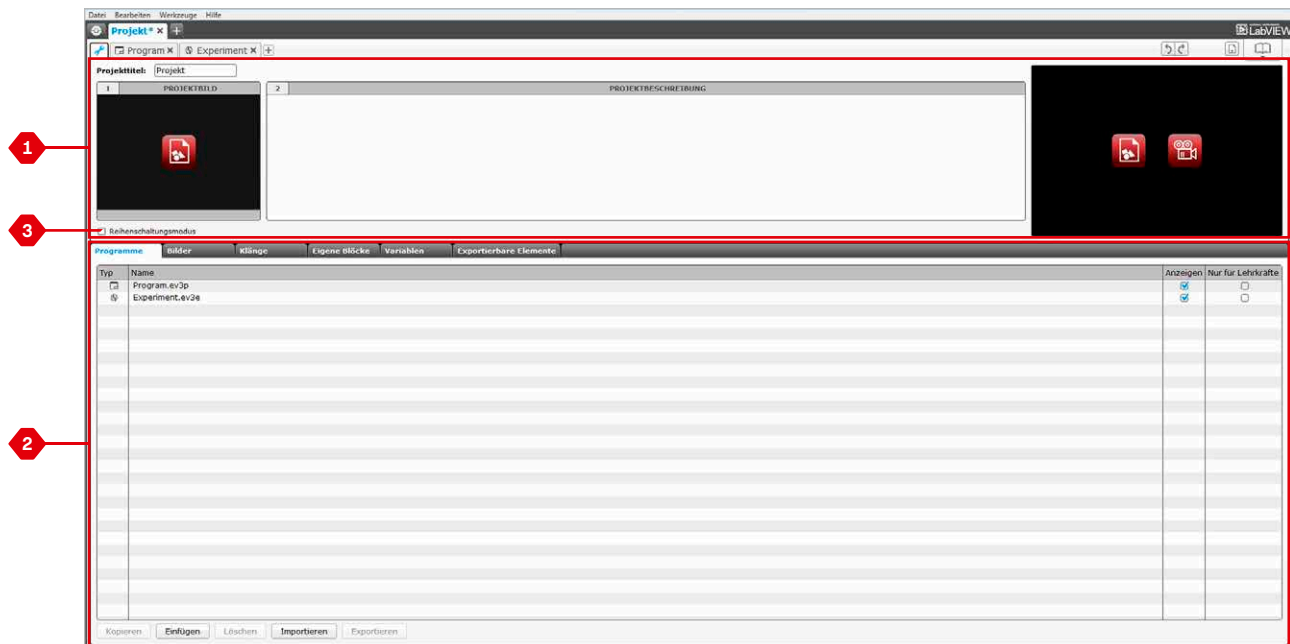 Datei Bearbeiten Werkzeuge Hilfe
Projekt* × +
LabVIEW
Program × Experiment × +
Projekttitel: Projekt
1 PROJEKTBILD 2 PROJEKTBESCHREIBUNG
1
3 Reihenschaltungsmodus
Programme Bilder Klänge Eigene Blöcke Variablen Exportierbare Elemente
Typ Name Anzeigen Nur für Lehrkräfte
Program.ev3p
Experiment.ev3e
2
Kopieren Einfügen Löschen Importieren Exportieren